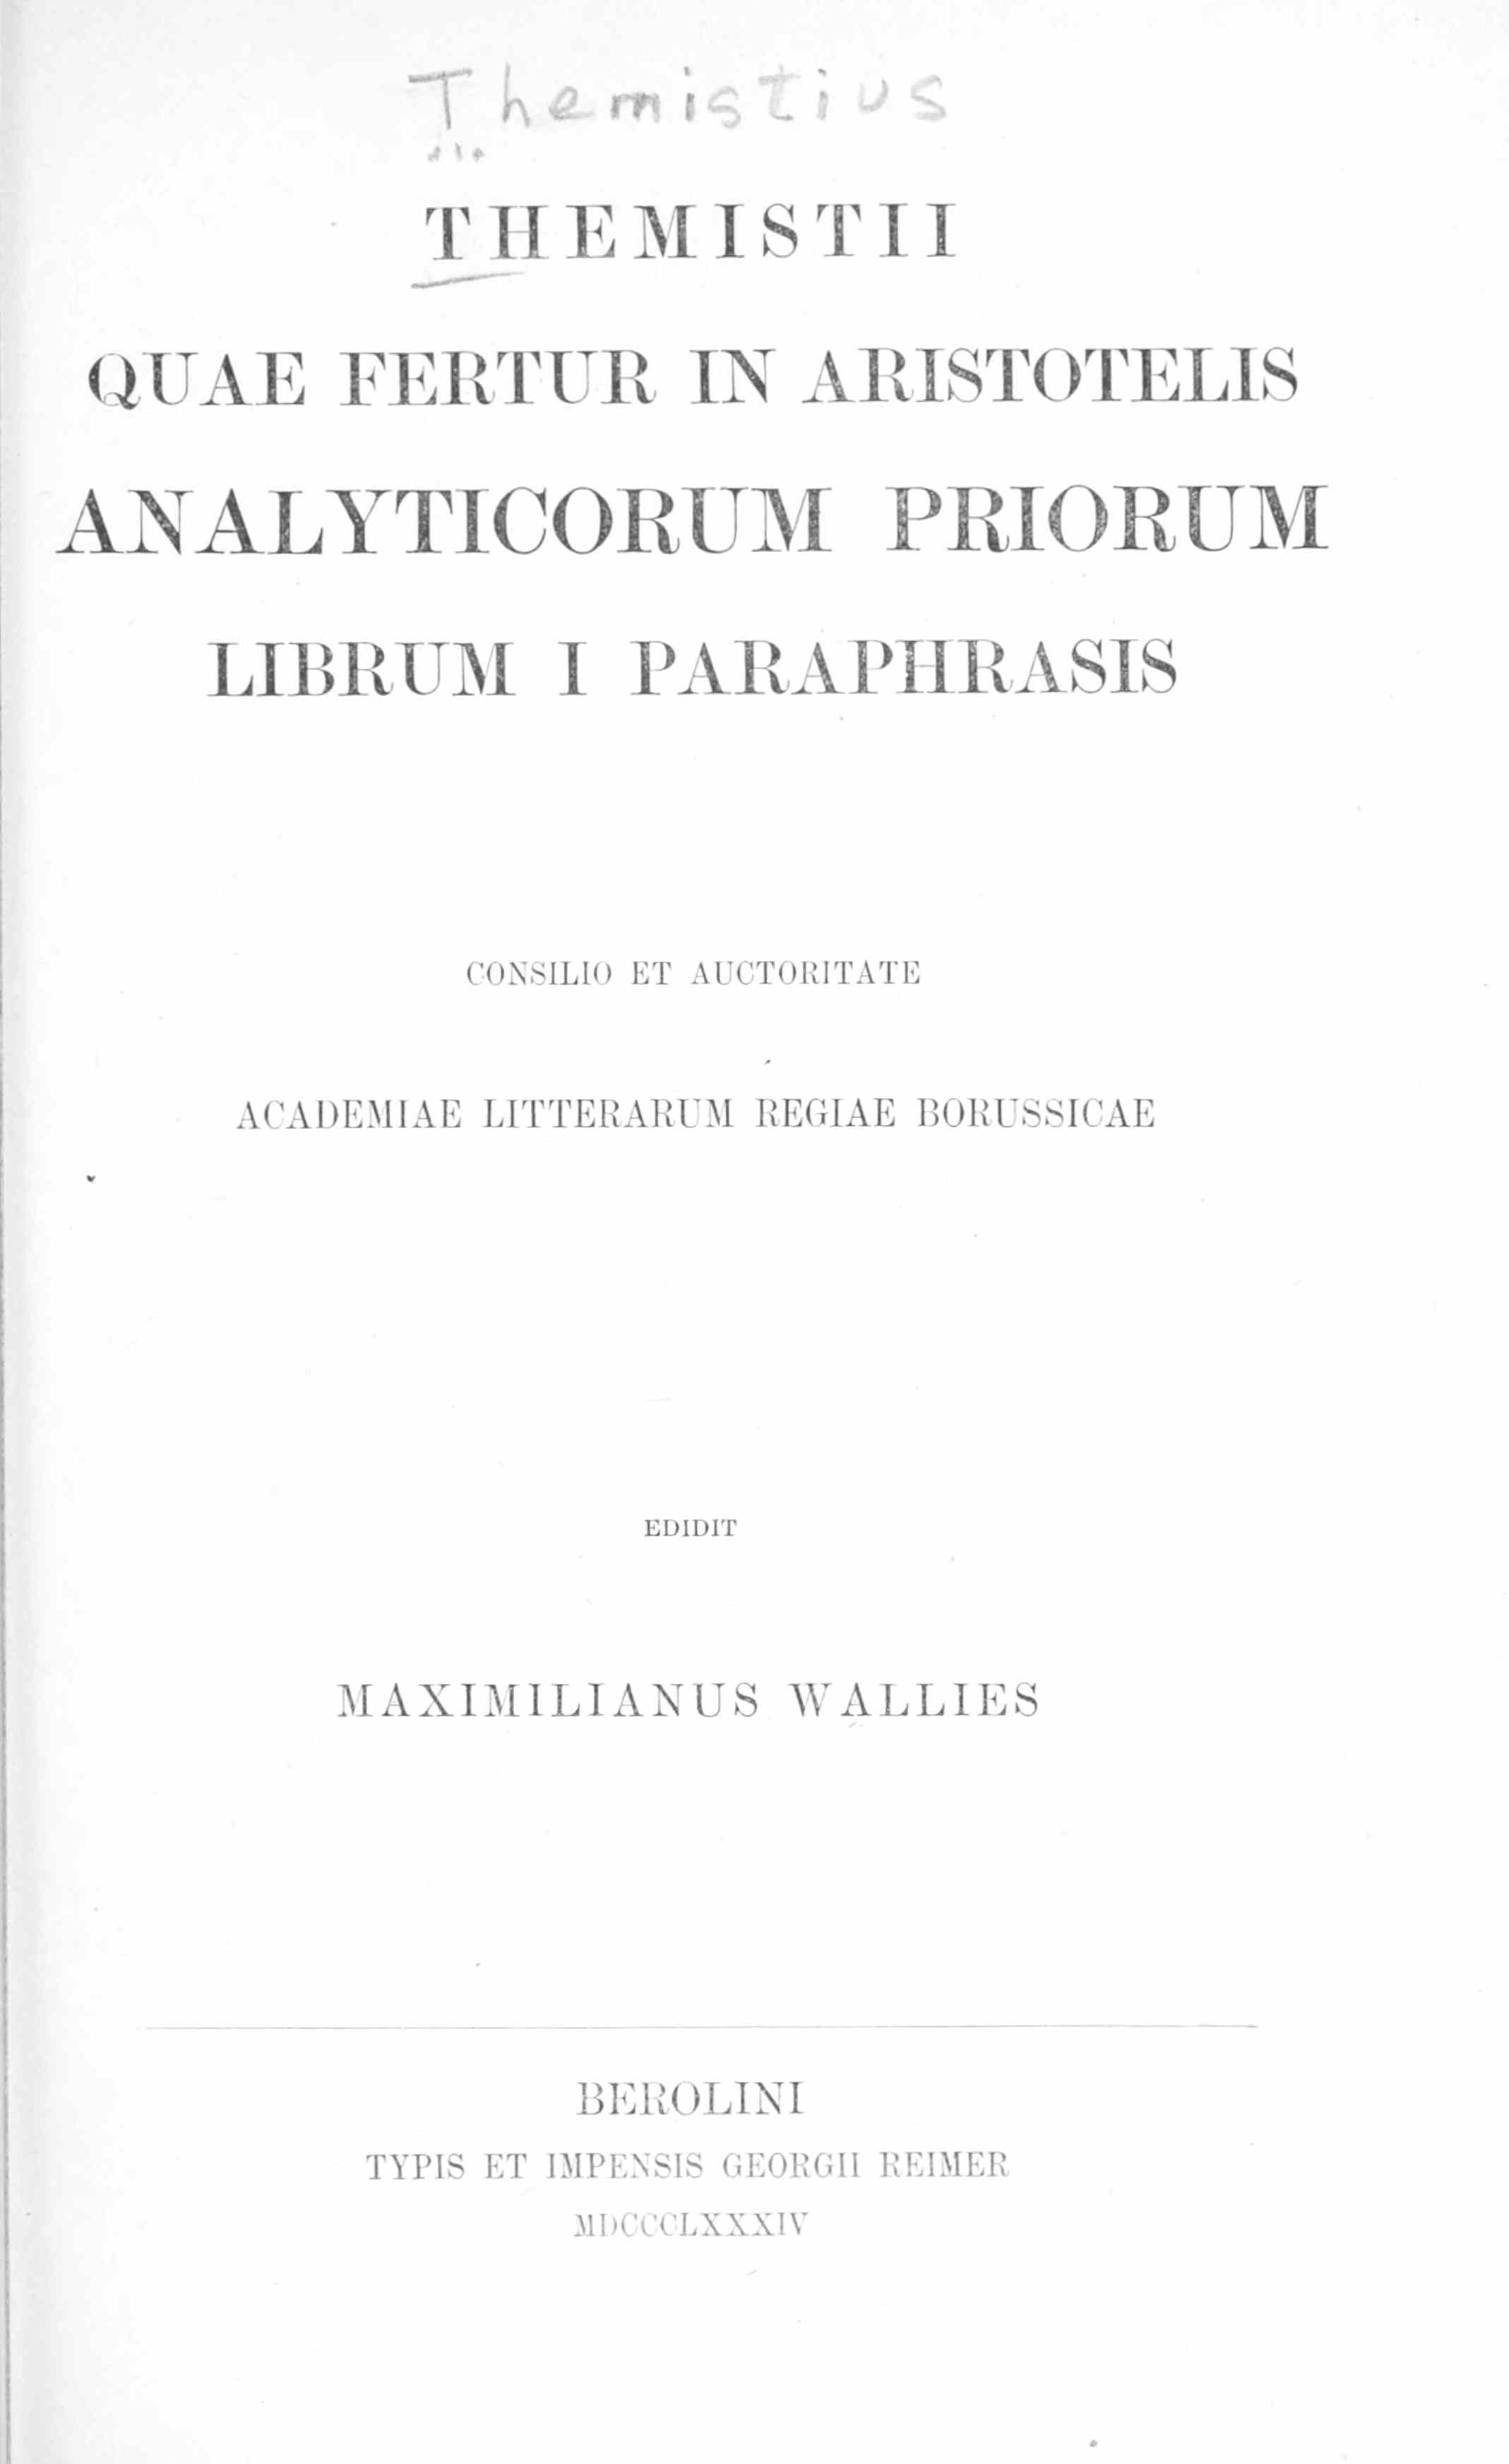 Themistius
THEMISTII
QUAE FERTUR IN ARISTOTELIS
ANALYTICORUM PRIORUM
LIBRUM I PARAPHRASIS
CONSILIO ET AUCTORITATE
ACADEMIAE LITTERARUM REGIAE BORUSSICAE
EDIDIT
MAXIMILIANUS WALLIES
BEROLINI
TYPIS ET IMPENSIS GEORGII REIMER
MDCCCLXXXIV